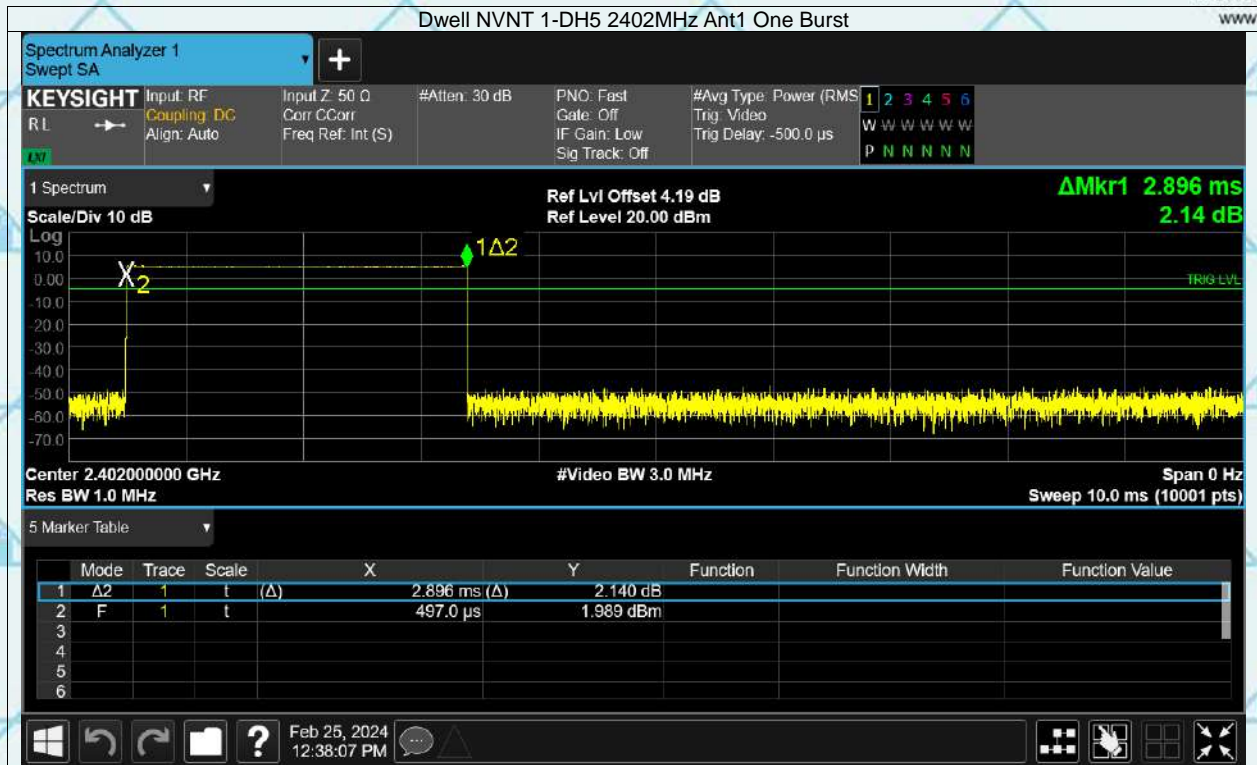 Dwell NVNT 1-DH5 2402MHz Ant1 One Burst
www
Spectrum Analyzer 1
Swept SA
+
KEYSIGHT
RL
LXI
Input: RF
Coupling: DC
Align: Auto
Input Z: 50 Ω
Corr CCorr
Freq Ref: Int (S)
#Atten: 30 dB
PNO: Fast
Gate: Off
IF Gain: Low
Sig Track: Off
#Avg Type: Power (RMS
Trig: Video
Trig Delay: -500.0 µs
1 2 3 4 5 6
W W W W W W
P N N N N N
1 Spectrum
Scale/Div 10 dB
Ref Lvl Offset 4.19 dB
Ref Level 20.00 dBm
ΔMkr1 2.896 ms
2.14 dB
Log
10.0
0.00
-10.0
-20.0
-30.0
-40.0
-50.0
-60.0
-70.0
X2
1Δ2
TRIG LVL
Center 2.402000000 GHz
Res BW 1.0 MHz
#Video BW 3.0 MHz
Span 0 Hz
Sweep 10.0 ms (10001 pts)
5 Marker Table
Mode Trace Scale X Y Function Function Width Function Value
1 Δ2 1 t (Δ) 2.896 ms (Δ) 2.140 dB
2 F 1 t 497.0 µs 1.989 dBm
3
4
5
6
?
Feb 25, 2024
12:38:07 PM